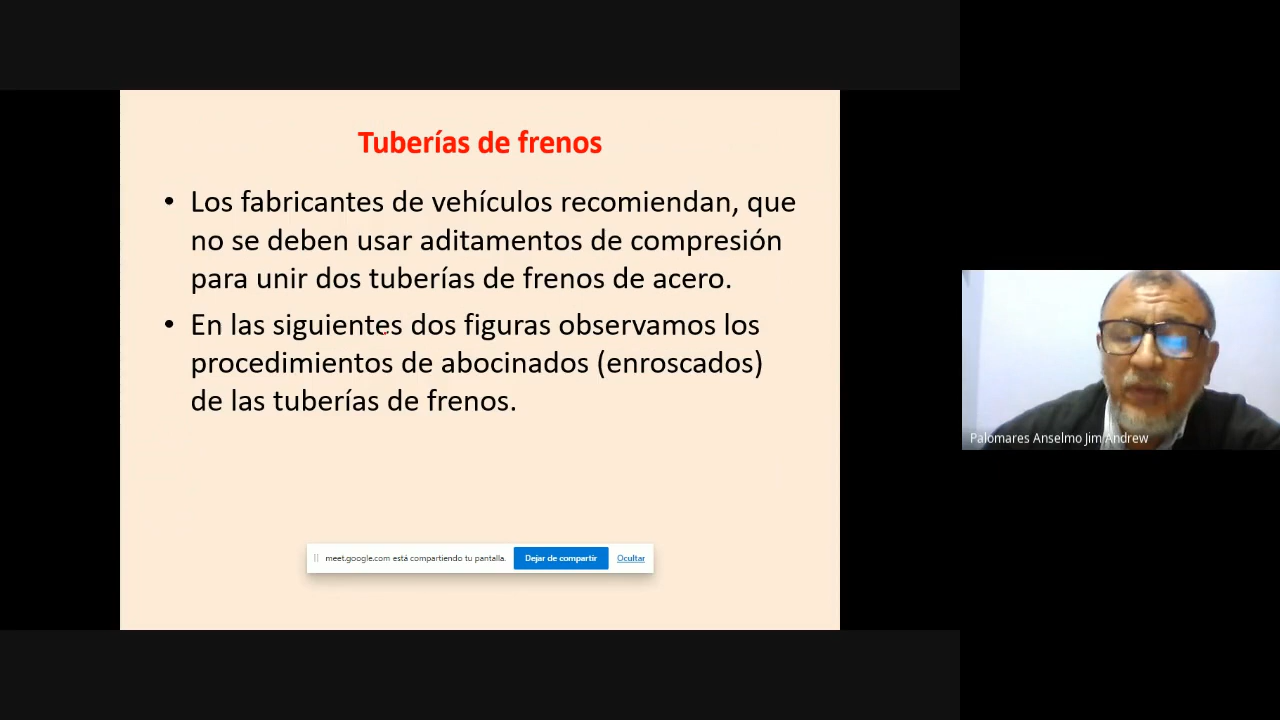 Tuberías de frenos
• Los fabricantes de vehículos recomiendan, que
no se deben usar aditamentos de compresión
para unir dos tuberías de frenos de acero.
• En las siguientes dos figuras observamos los
procedimientos de abocinados (enroscados)
de las tuberías de frenos.
meet.google.com está compartiendo tu pantalla.
Dejar de compartir
Ocultar
Palomares Anselmo Jim Andrew